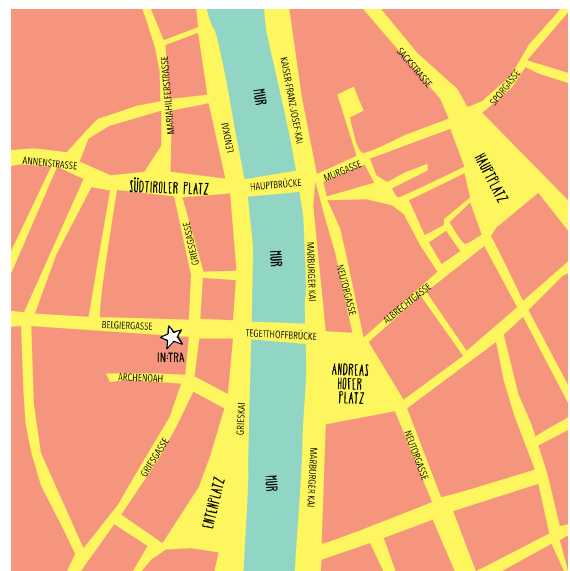 SACKSTRASSE
SPORGASSE
KAISER-FRANZ-JOSEF-KAI
MARIAHILFERSTRASSE
MUR
LENDKAI
ANNENSTRASSE
MURGASSE
HAUPTPLATZ
SÜDTIROLER PLATZ
HAUPTBRÜCKE
GRIESGASSE
MUR
MARBURGER KAI
NEUTORGASSE
ALBRECHTGASSE
BELGIERGASSE
TEGETTHOFFBRÜCKE
IN:TRA
ANDREAS
HOFER
PLATZ
ARCHENOAH
GRIESKAI
GRIESGASSE
NEUTORGASSE
MARBURGER KAI
MUR
ENTENPLATZ